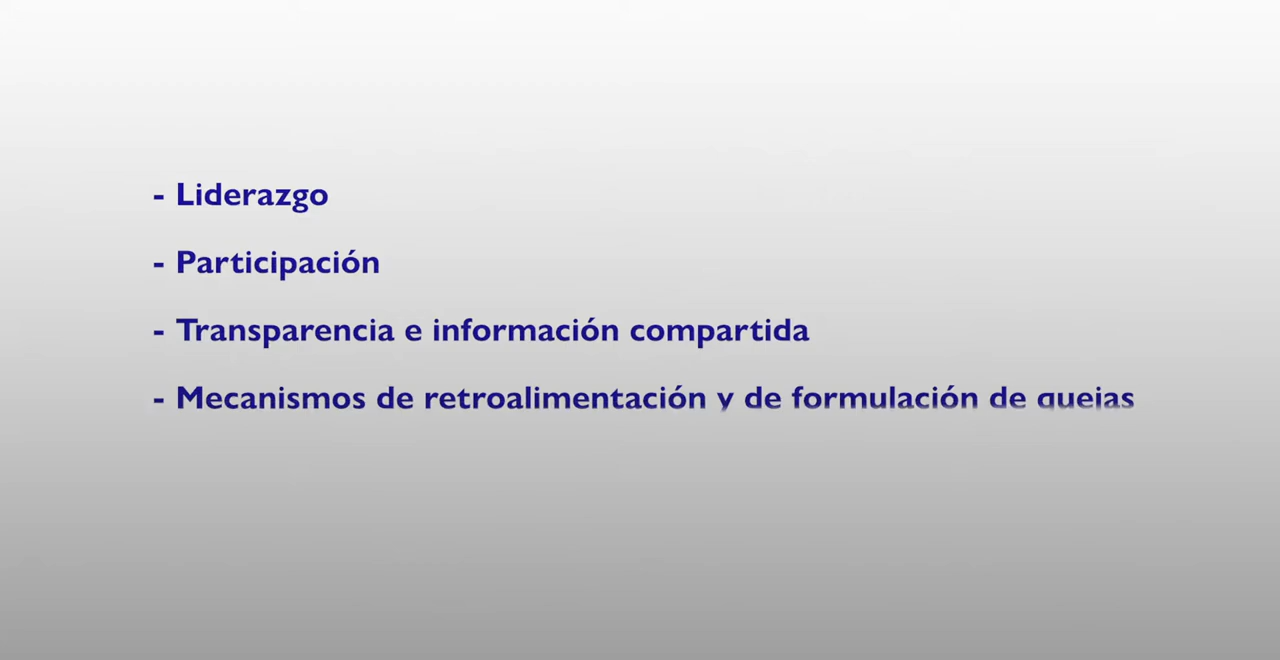 - Liderazgo
- Participación
- Transparencia e información compartida
- Mecanismos de retroalimentación y de formulación de quejas